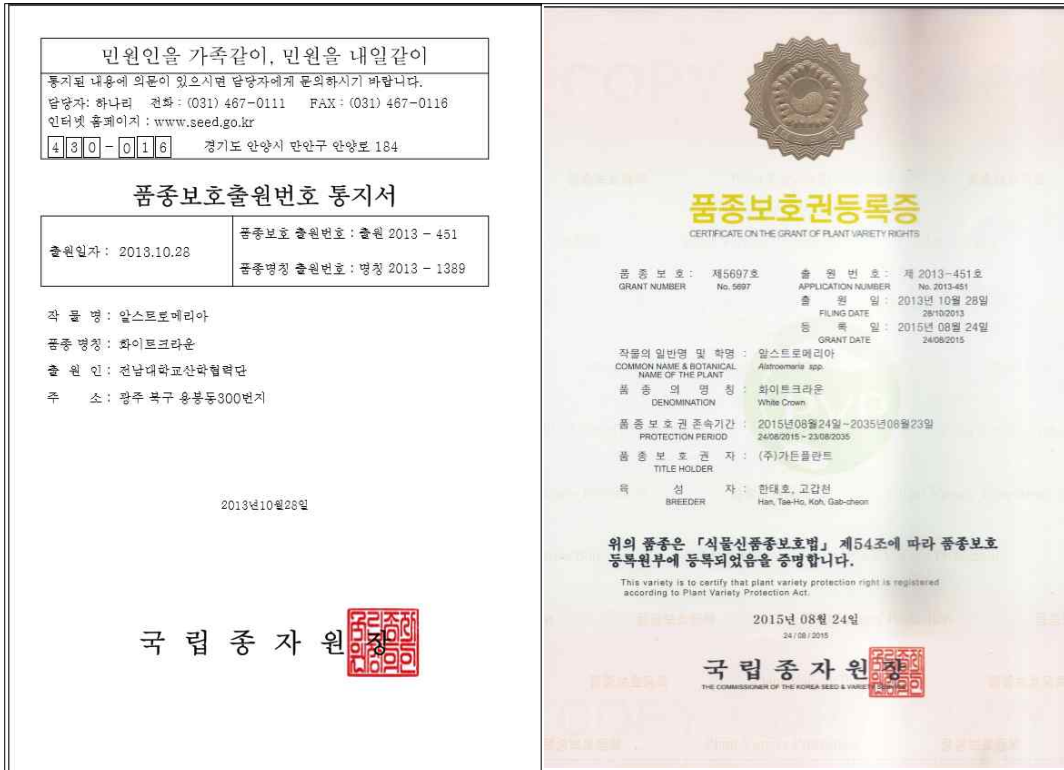 민원인을 가족같이, 민원을 내일같이
통지된 내용에 의문이 있으시면 담당자에게 문의하시기 바랍니다.
담당자: 하나리 전화 : (031) 467-0111 FAX : (031) 467-0116
인터넷 홈페이지 : www.seed.go.kr
430-016 경기도 안양시 만안구 안양로 184
품종보호출원번호 통지서
출원일자 : 2013.10.28
품종보호 출원번호 : 출원 2013 - 451
품종명칭 출원번호 : 명칭 2013 - 1389
작 물 명 : 알스트로메리아
품종 명칭 : 화이트크라운
출 원 인 : 전남대학교산학협력단
주 소 : 광주 북구 용봉동300번지
2013년10월28일
국 립 종 자 원 장
품종보호권등록증
CERTIFICATE ON THE GRANT OF PLANT VARIETY RIGHTS
품 종 보 호 : 제5697호 출 원 번 호 : 제 2013-451호
GRANT NUMBER No. 5697 APPLICATION NUMBER No. 2013-451
출 원 일 : 2013년 10월 28일
FILING DATE 28/10/2013
등 록 일 : 2015년 08월 24일
GRANT DATE 24/08/2015
작물의 일반명 및 학명 : 알스트로메리아
COMMON NAME & BOTANICAL Alstroemeria spp.
NAME OF THE PLANT
품 종 의 명 칭 : 화이트크라운
DENOMINATION White Crown
품 종 보 호 권 존속기간 : 2015년08월24일~2035년08월23일
PROTECTION PERIOD 24/08/2015 ~ 23/08/2035
품 종 보 호 권 자 : (주)가든플란트
TITLE HOLDER
육 성 자 : 한태호, 고갑천
BREEDER Han, Tae-Ho, Koh, Gab-cheon
위의 품종은 「식물신품종보호법」 제54조에 따라 품종보호
등록원부에 등록되었음을 증명합니다.
This variety is to certify that plant variety protection right is registered
according to Plant Variety Protection Act.
2015년 08월 24일
24 / 08 / 2015
국 립 종 자 원 장
THE COMMISSIONER OF THE KOREA SEED & VARIETY